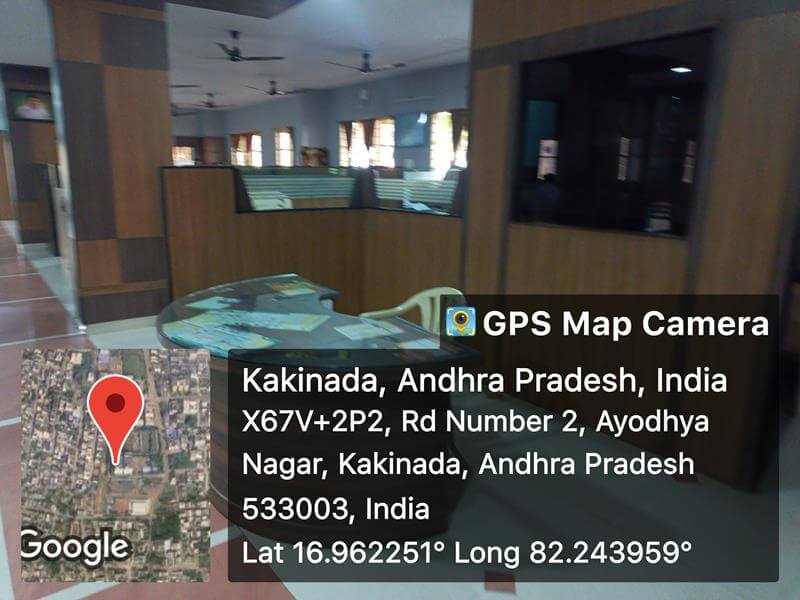 GPS Map Camera
Kakinada, Andhra Pradesh, India
X67V+2P2, Rd Number 2, Ayodhya
Nagar, Kakinada, Andhra Pradesh
533003, India
Lat 16.962251° Long 82.243959°
Google